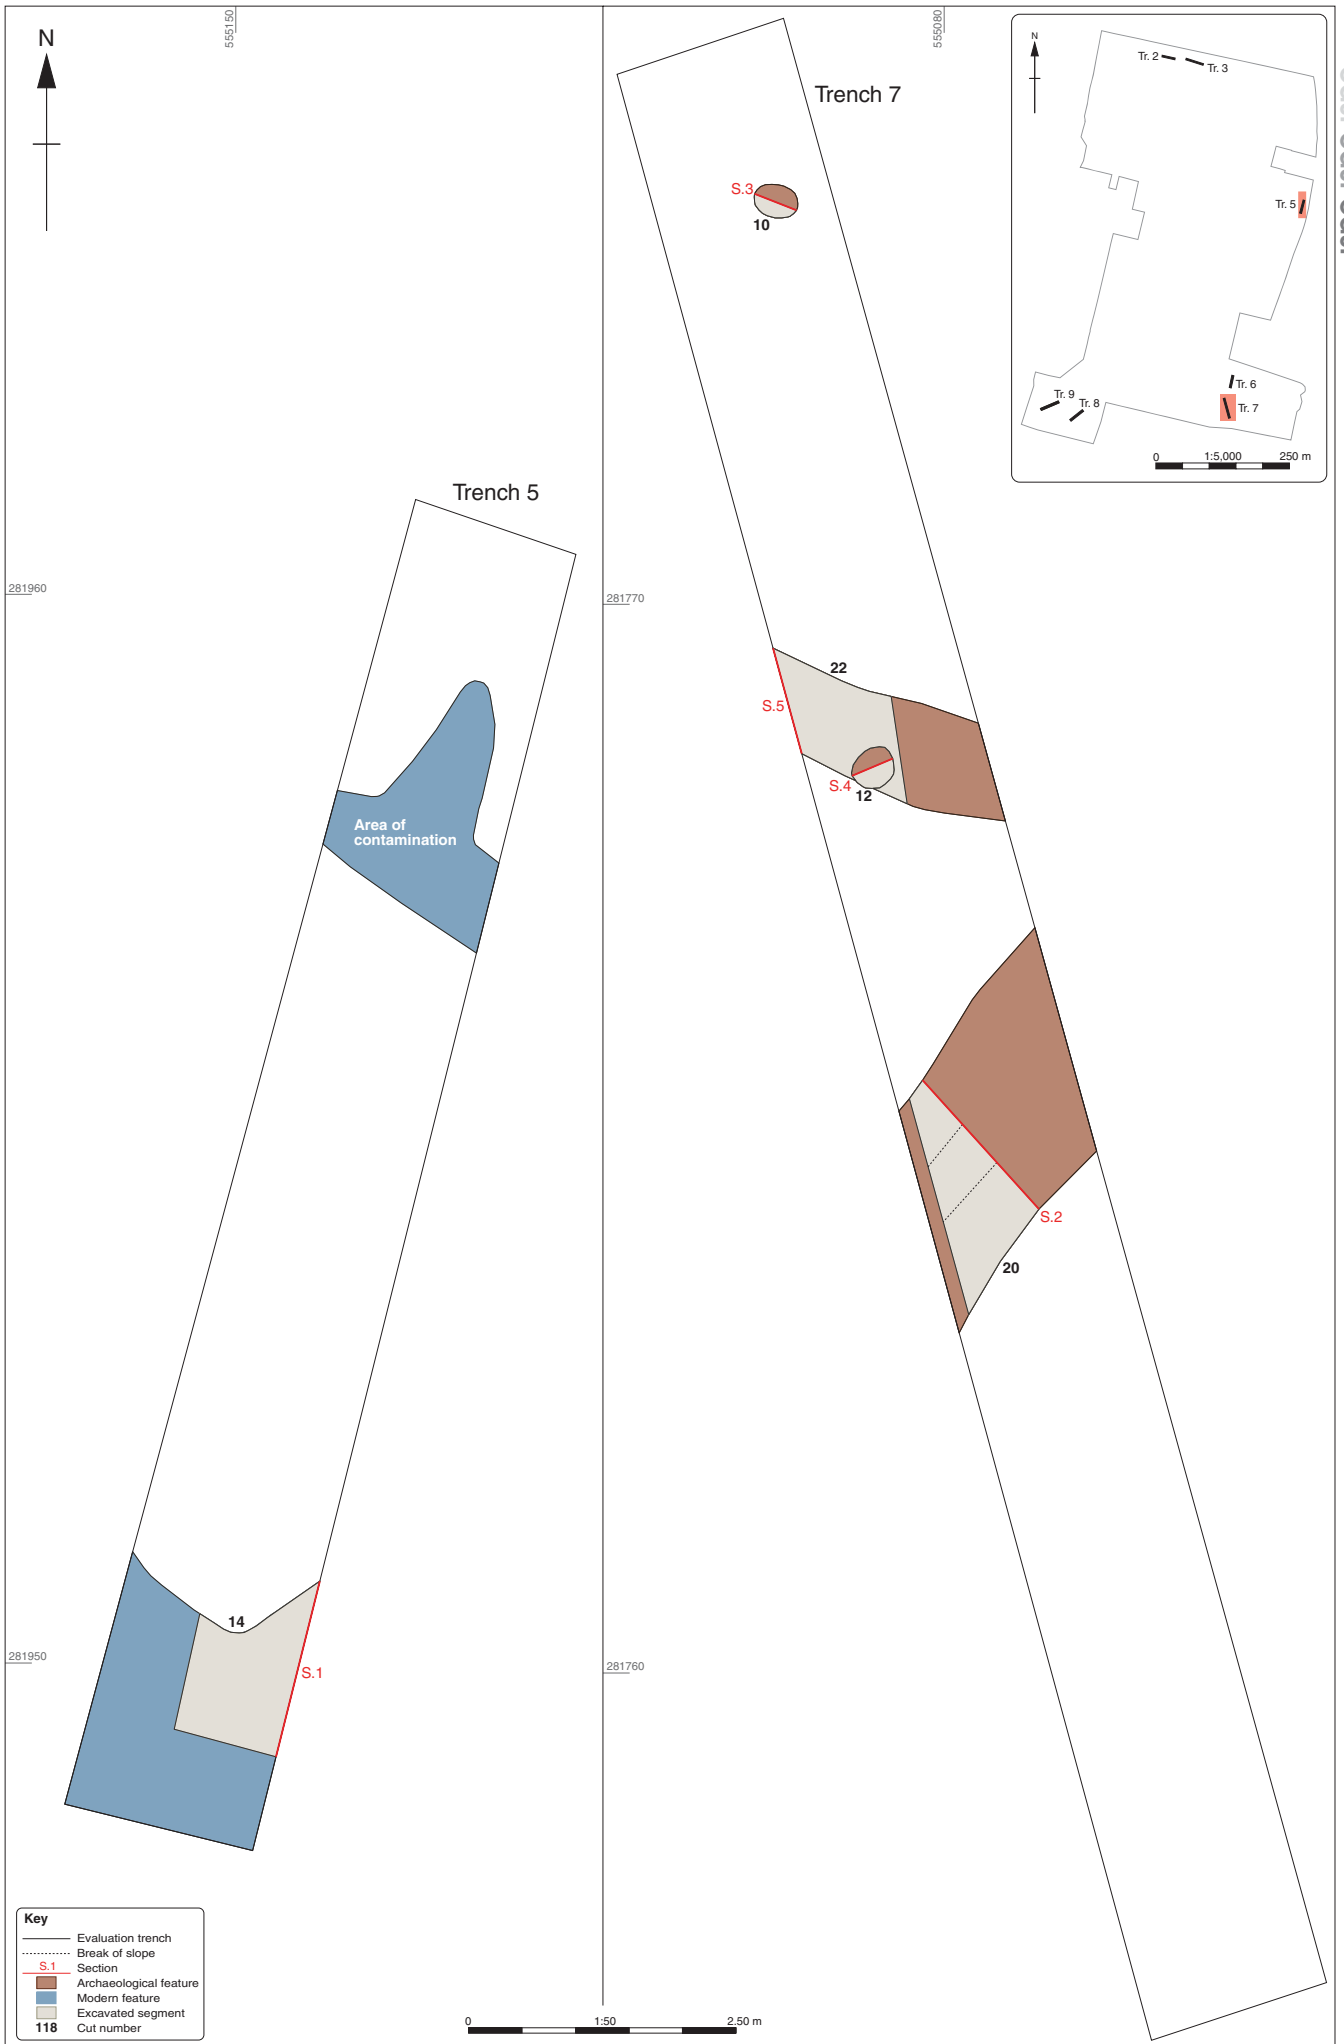 555150
555080
N
Trench 7
N
Tr. 2
Tr. 3
Tr. 5
Tr. 6
Tr. 7
Tr. 9
Tr. 8
0 1:5,000 250 m
S.3
10
Trench 5
281960
281770
22
S.5
S.4
12
Area of
contamination
S.2
20
14
S.1
281950
281760
Key
Evaluation trench
Break of slope
S.1 Section
Archaeological feature
Modern feature
Excavated segment
118 Cut number
0 1:50 2.50 m